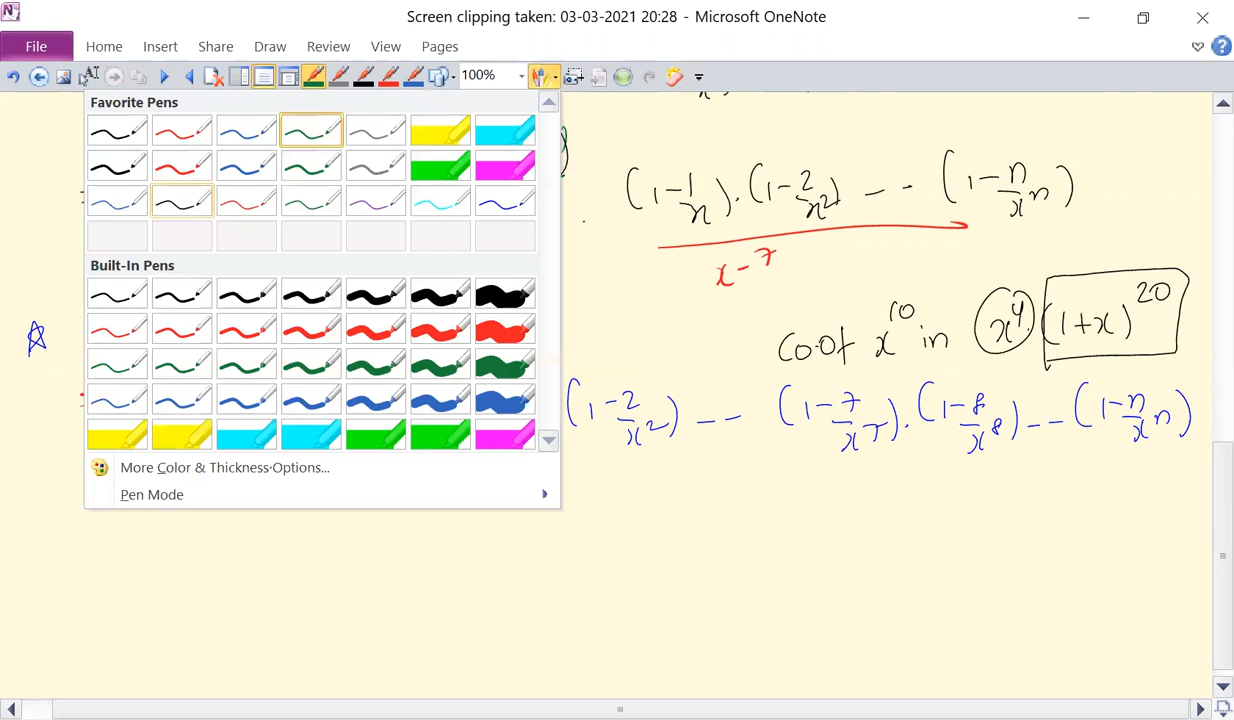 Screen clipping taken: 03-03-2021 20:28 - Microsoft OneNote
File Home Insert Share Draw Review View Pages
100%
Favorite Pens
Built-In Pens
More Color & Thickness Options...
Pen Mode
(1-1/x).(1-2/x²) -- (1-n/xⁿ)
x-7
co.of x¹⁰ in x⁴.(1+x)²⁰
(1-2/x²) -- (1-7/x⁷).(1-8/x⁸) -- (1-n/xⁿ)